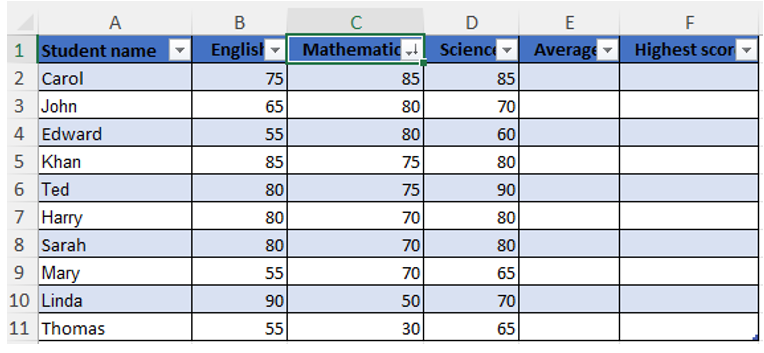 A B C D E F
1 Student name English Mathematic Science Average Highest scor
2 Carol 75 85 85
3 John 65 80 70
4 Edward 55 80 60
5 Khan 85 75 80
6 Ted 80 75 90
7 Harry 80 70 80
8 Sarah 80 70 80
9 Mary 55 70 65
10 Linda 90 50 70
11 Thomas 55 30 65